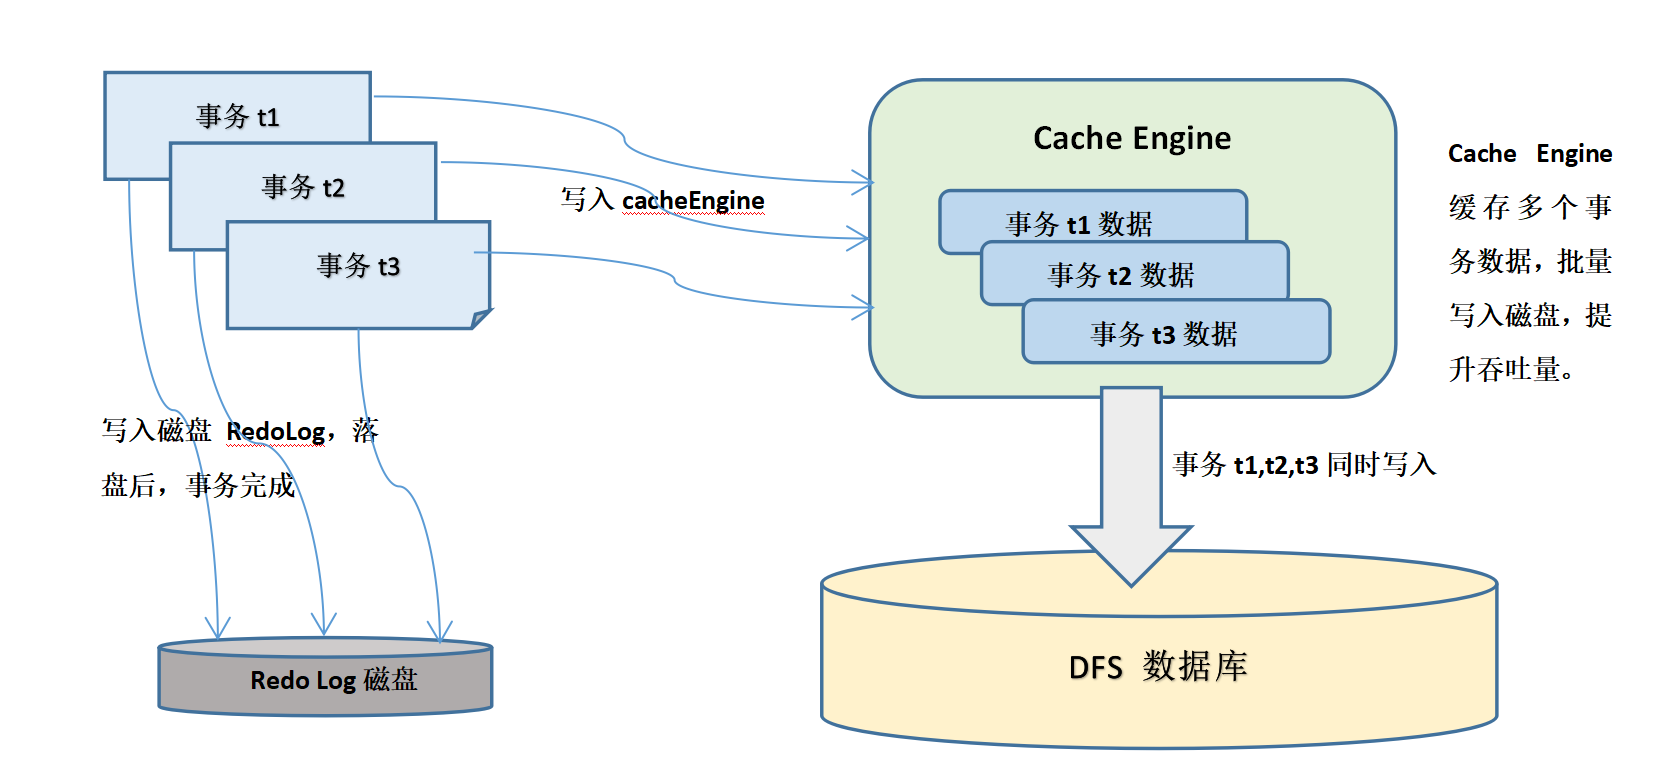 事务 t1
事务 t2
事务 t3
写入 cacheEngine
Cache Engine
事务 t1 数据
事务 t2 数据
事务 t3 数据
Cache Engine
缓存多个事
务数据，批量
写入磁盘，提
升吞吐量。
写入磁盘 RedoLog，落
盘后，事务完成
事务 t1,t2,t3 同时写入
Redo Log 磁盘
DFS 数据库